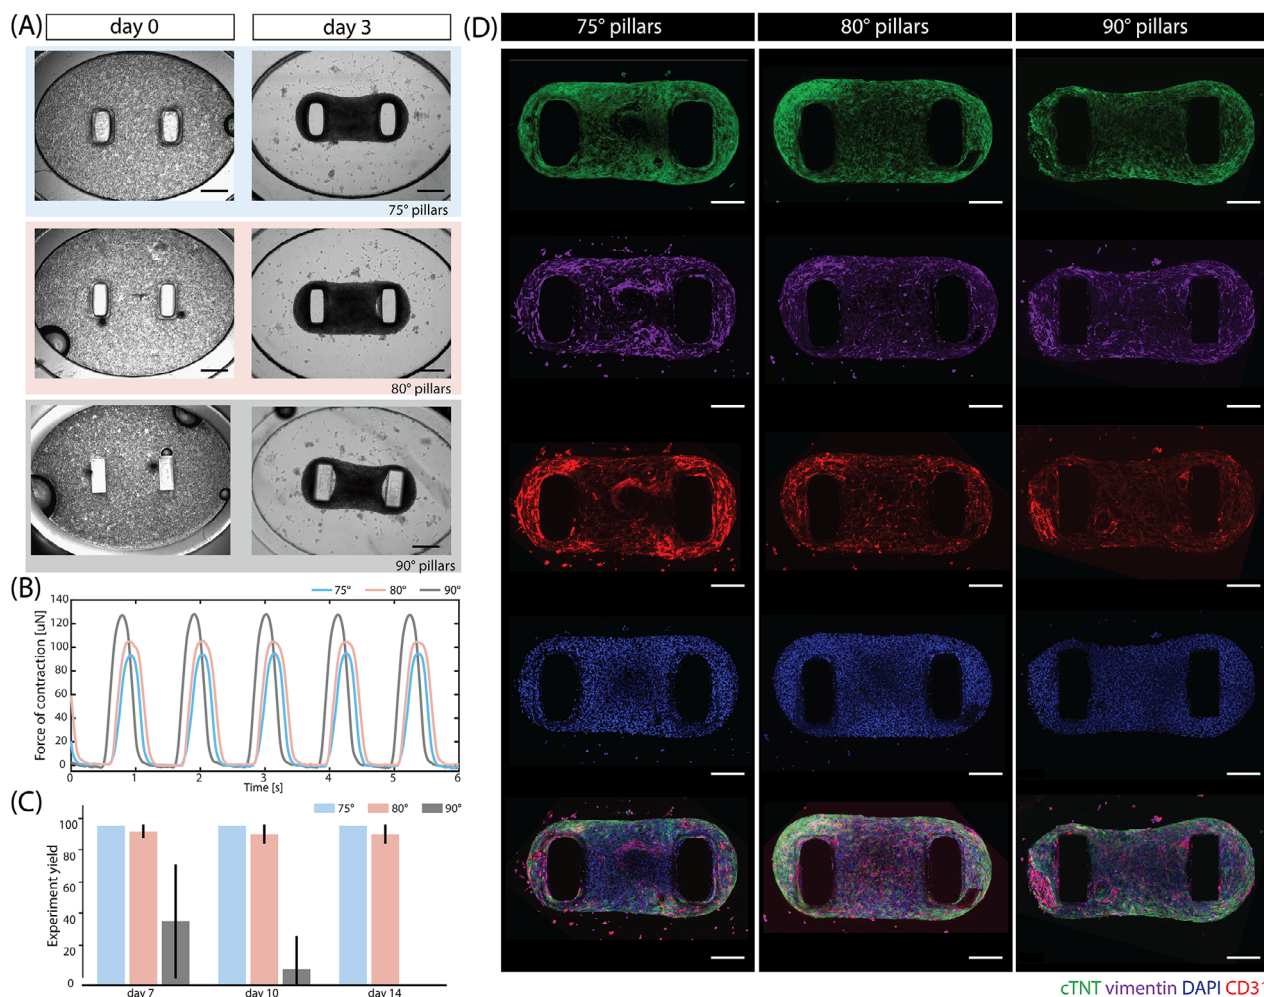 (A)
day 0
day 3
75° pillars
80° pillars
90° pillars
(B)
75°
80°
90°
Force of contraction [uN]
140
120
100
80
60
40
20
0
0
1
2
3
4
5
6
Time [s]
(C)
75°
80°
90°
Experiment yield
100
80
60
40
20
0
day 7
day 10
day 14
(D)
75° pillars
80° pillars
90° pillars
cTNT vimentin DAPI CD31